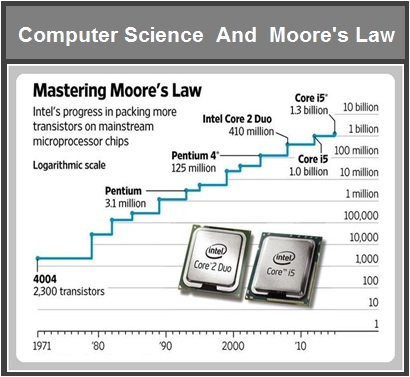 Computer Science And Moore's Law
Mastering Moore's Law
Intel's progress in packing more
transistors on mainstream
microprocessor chips
Logarithmic scale
Core i5*
1.3 billion
Intel Core 2 Duo
410 million
Core i5
1.0 billion
Pentium 4*
125 million
Pentium
3.1 million
4004
2,300 transistors
10 billion
1 billion
100 million
10 million
1 million
100,000
10,000
1,000
100
10
1
intel
Core™2 Duo
intel
Core™ i5
1971
'80
'90
2000
'10